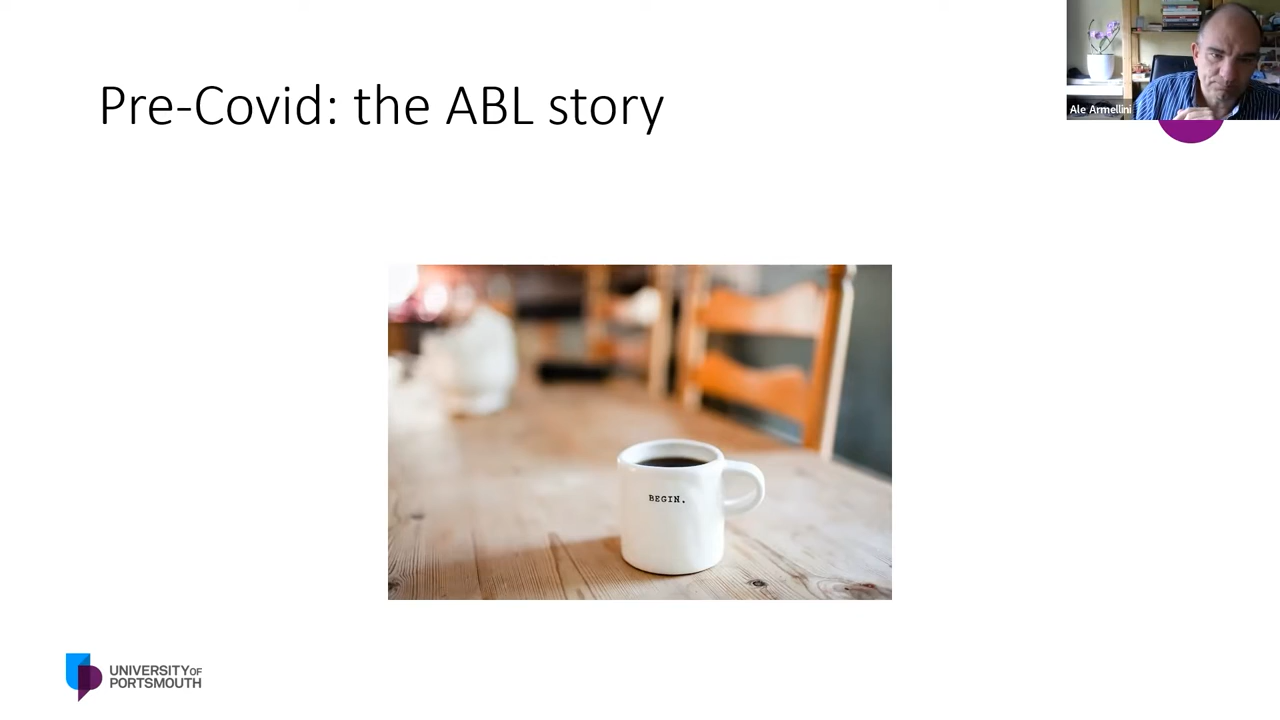 Pre-Covid: the ABL story
Ale Armellini
BEGIN.
UNIVERSITY OF
PORTSMOUTH